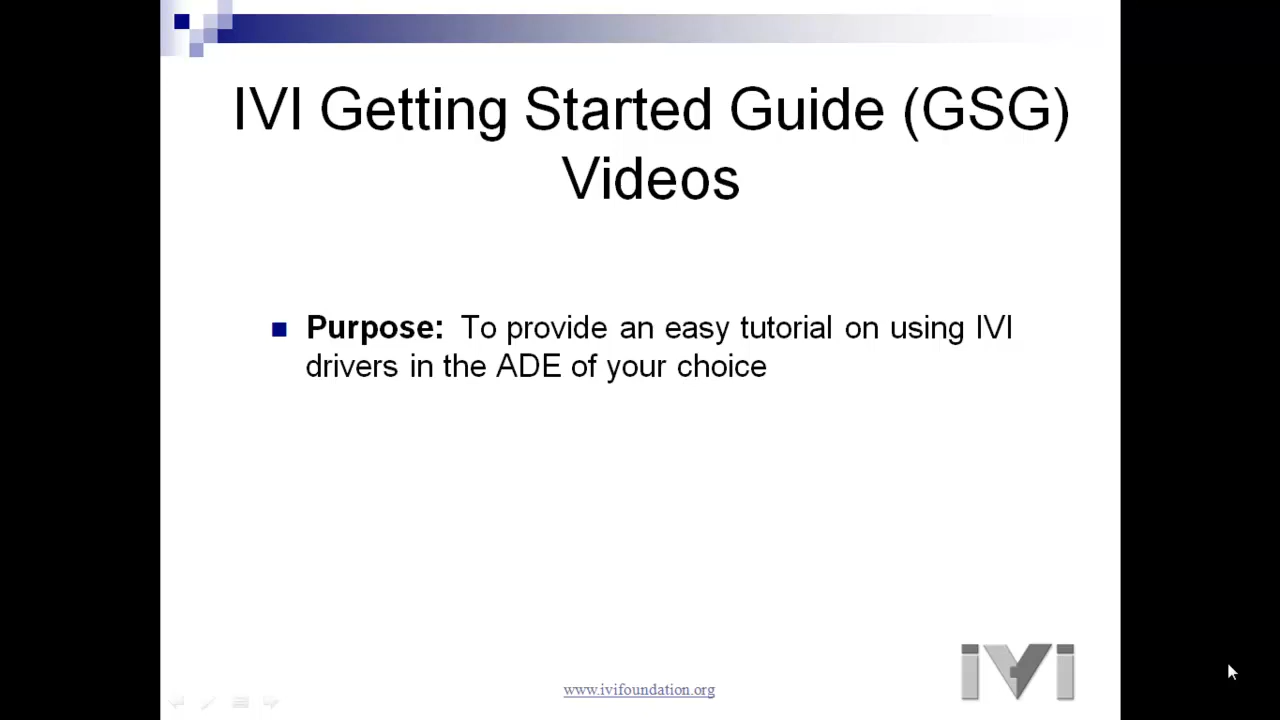 IVI Getting Started Guide (GSG)
Videos
Purpose: To provide an easy tutorial on using IVI
drivers in the ADE of your choice
www.ivifoundation.org
iVi